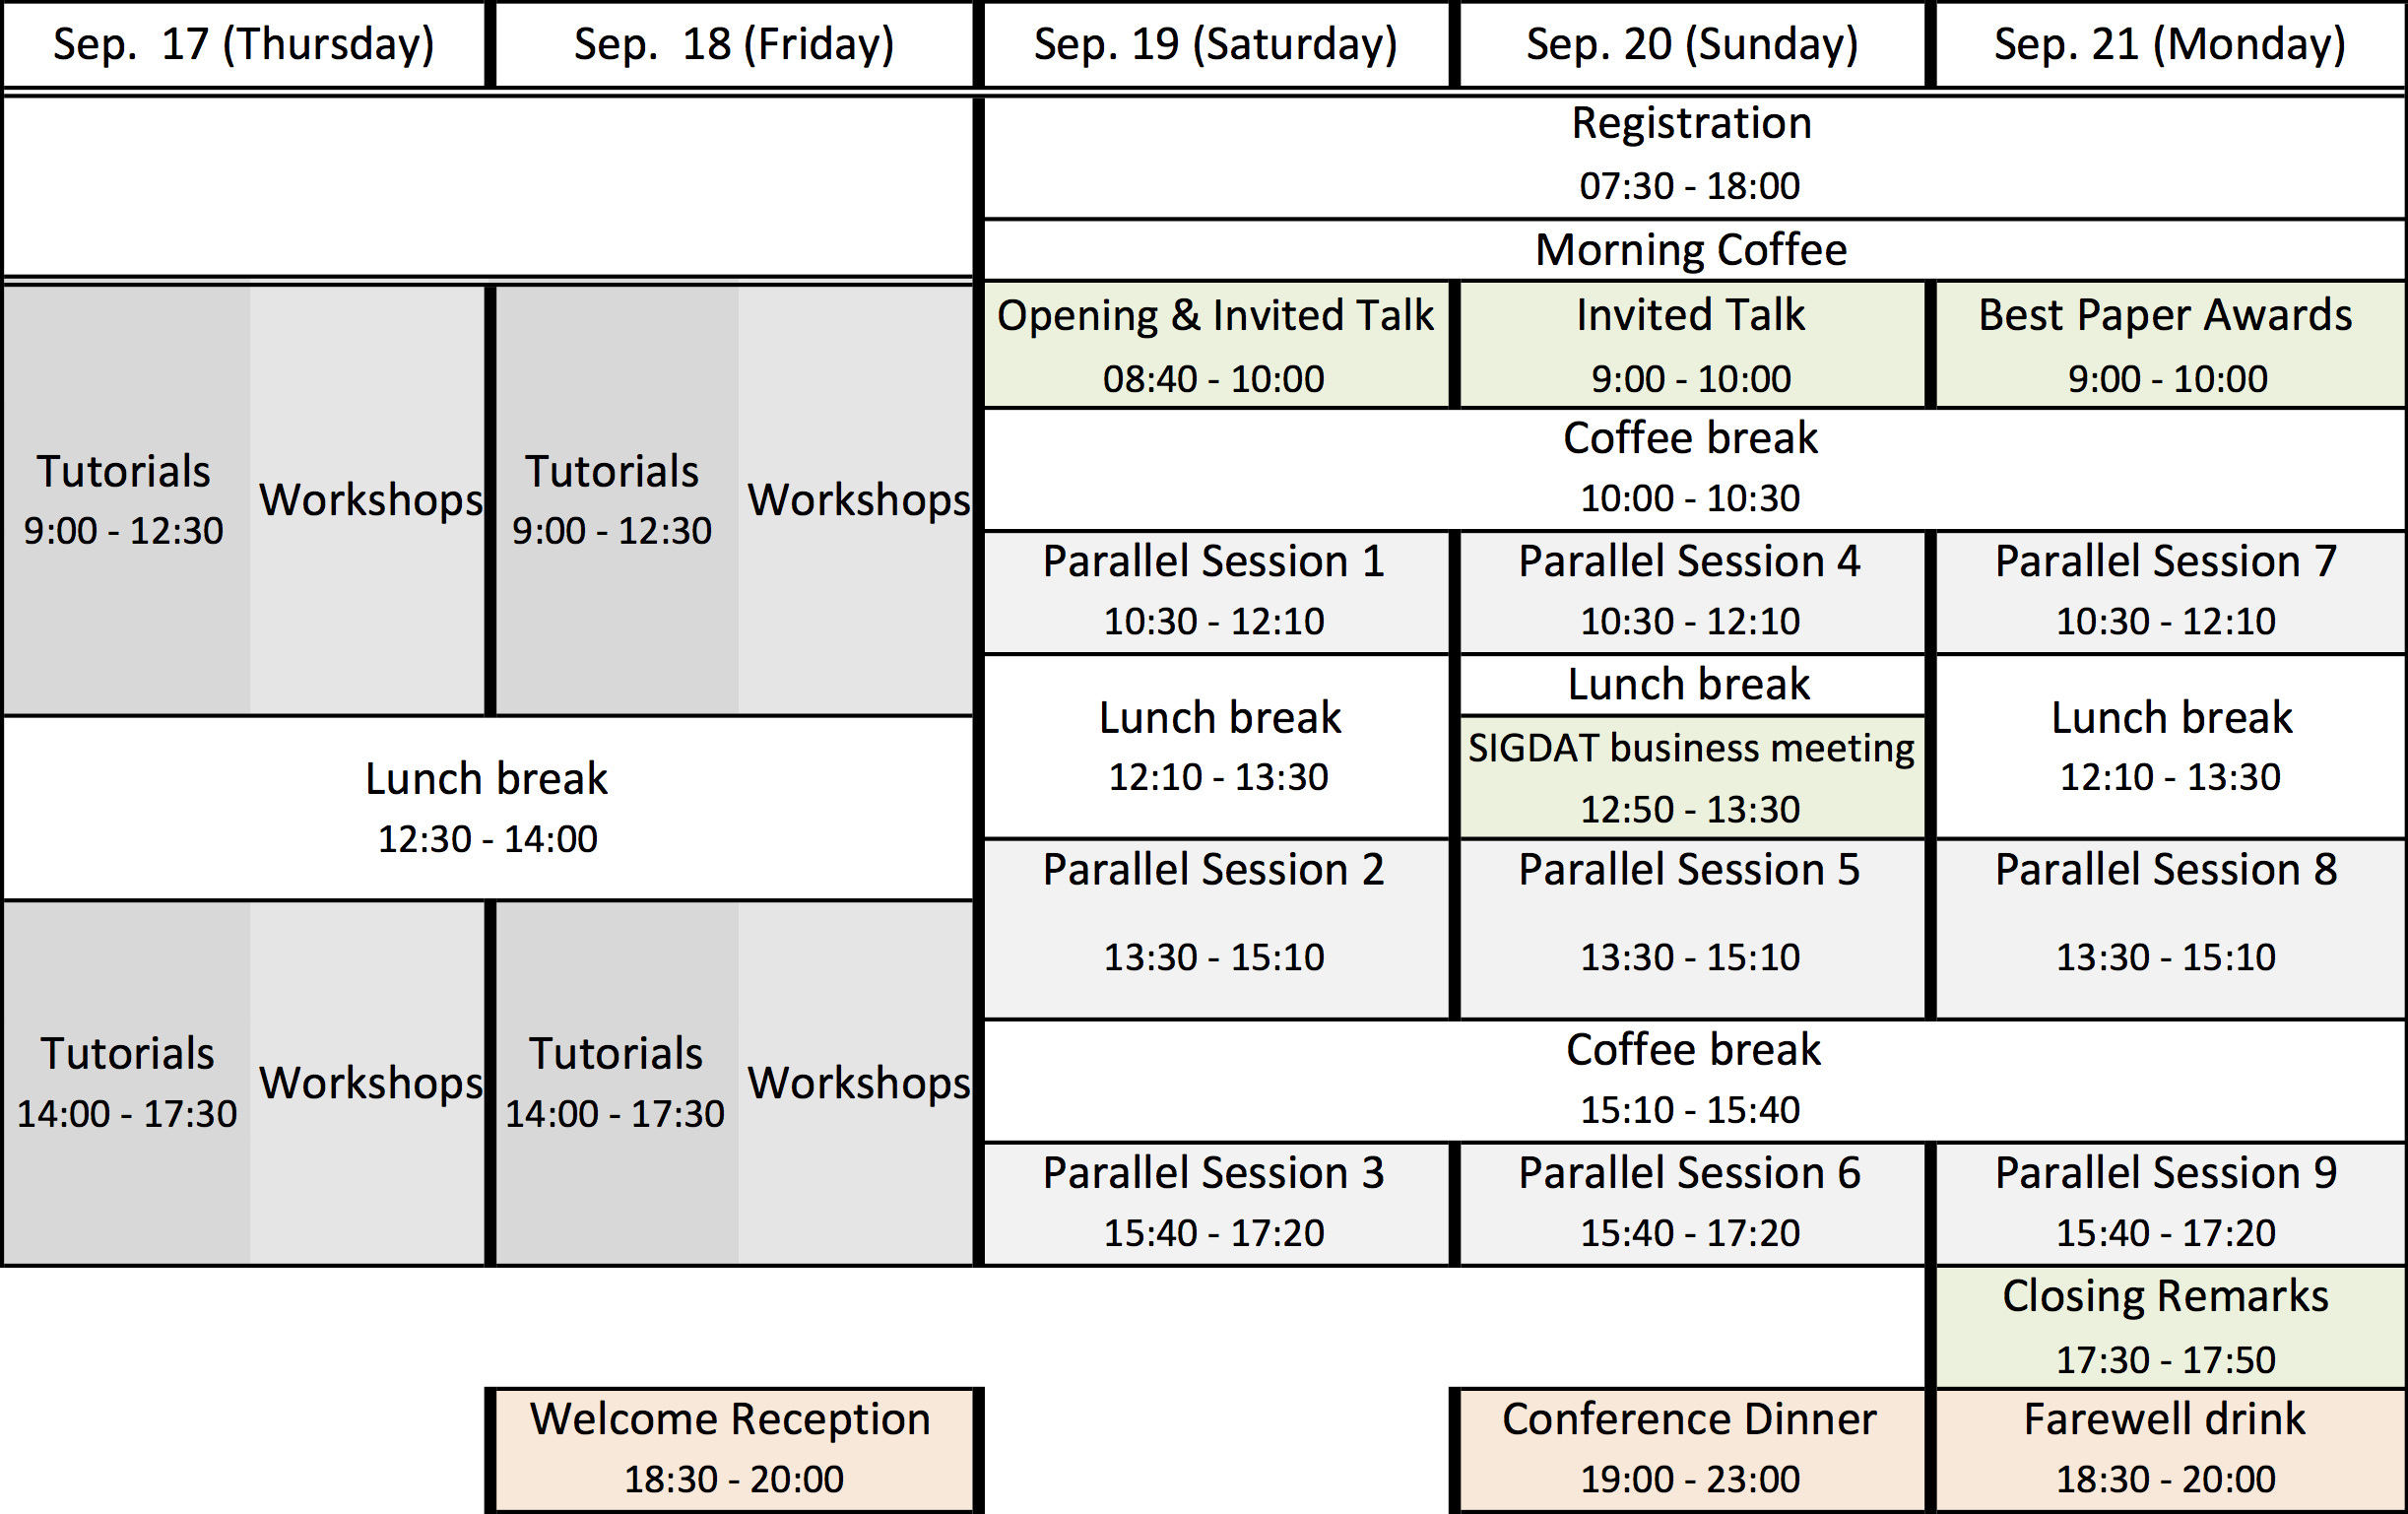 Sep.  17 (Thursday)
Sep.  18 (Friday)
Sep. 19 (Saturday)
Sep. 20 (Sunday)
Sep. 21 (Monday)
Registration
07:30 - 18:00
Morning Coffee
Opening & Invited Talk
08:40 - 10:00
Invited Talk
9:00 - 10:00
Best Paper Awards
9:00 - 10:00
Tutorials
9:00 - 12:30
Workshops
Tutorials
9:00 - 12:30
Workshops
Coffee break
10:00 - 10:30
Parallel Session 1
10:30 - 12:10
Parallel Session 4
10:30 - 12:10
Parallel Session 7
10:30 - 12:10
Lunch break
12:30 - 14:00
Lunch break
12:10 - 13:30
Lunch break
SIGDAT business meeting
12:50 - 13:30
Lunch break
12:10 - 13:30
Parallel Session 2
13:30 - 15:10
Parallel Session 5
13:30 - 15:10
Parallel Session 8
13:30 - 15:10
Tutorials
14:00 - 17:30
Workshops
Tutorials
14:00 - 17:30
Workshops
Coffee break
15:10 - 15:40
Parallel Session 3
15:40 - 17:20
Parallel Session 6
15:40 - 17:20
Parallel Session 9
15:40 - 17:20
Closing Remarks
17:30 - 17:50
Welcome Reception
18:30 - 20:00
Conference Dinner
19:00 - 23:00
Farewell drink
18:30 - 20:00